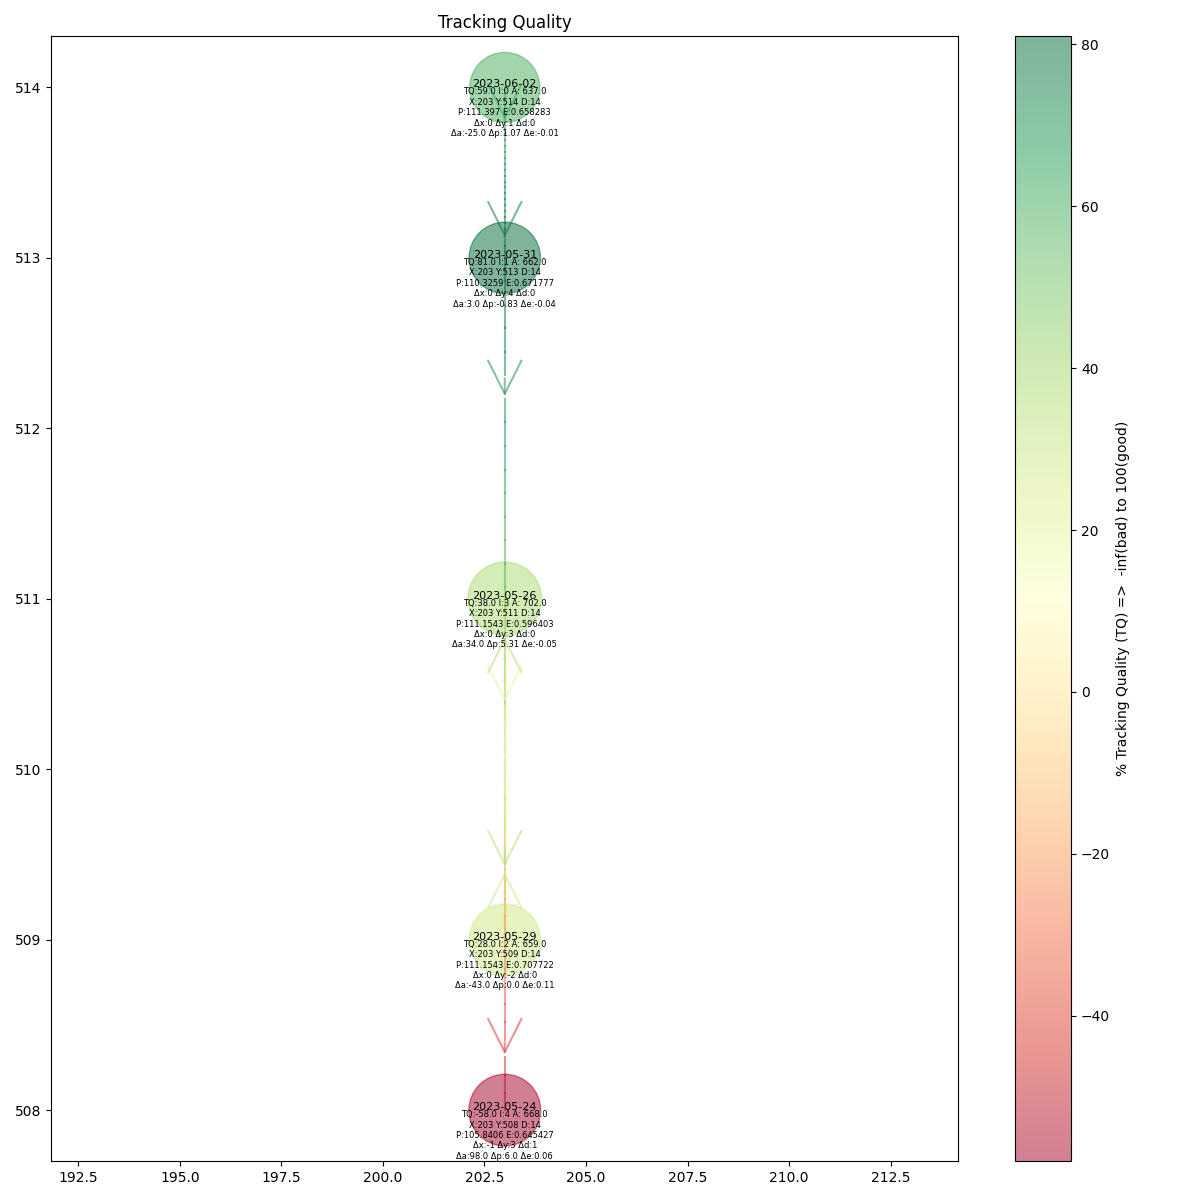 Tracking Quality
514
513
512
511
510
509
508
2023-06-02
TQ:59.0 I:0 A: 637.0
X:203 Y:514 D:14
P:111.397 E:0.658283
Δx:0 Δy:1 Δd:0
Δa:-25.0 Δp:1.07 Δe:-0.01
2023-05-31
TQ:81.0 I:1 A: 662.0
X:203 Y:513 D:14
P:110.3259 E:0.671777
Δx:0 Δy:4 Δd:0
Δa:3.0 Δp:-0.83 Δe:-0.04
2023-05-26
TQ:38.0 I:3 A: 702.0
X:203 Y:511 D:14
P:111.1543 E:0.596403
Δx:0 Δy:3 Δd:0
Δa:34.0 Δp:5.31 Δe:-0.05
2023-05-29
TQ:28.0 I:2 A: 659.0
X:203 Y:509 D:14
P:111.1543 E:0.707722
Δx:0 Δy:-2 Δd:0
Δa:-43.0 Δp:0.0 Δe:0.11
2023-05-24
TQ:-58.0 I:4 A: 668.0
X:203 Y:508 D:14
P:105.8406 E:0.645427
Δx:-1 Δy:3 Δd:1
Δa:98.0 Δp:6.0 Δe:0.06
192.5 195.0 197.5 200.0 202.5 205.0 207.5 210.0 212.5
80
60
40
20
0
−20
−40
% Tracking Quality (TQ) => -inf(bad) to 100(good)